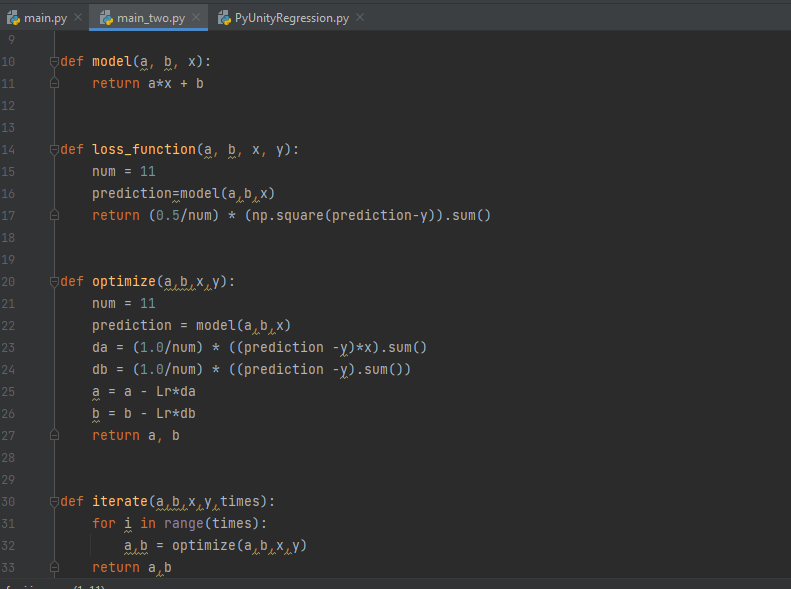 main.py main_two.py PyUnityRegression.py
9
10 def model(a, b, x):
11 return a*x + b
12
13
14 def loss_function(a, b, x, y):
15 num = 11
16 prediction=model(a,b,x)
17 return (0.5/num) * (np.square(prediction-y)).sum()
18
19
20 def optimize(a,b,x,y):
21 num = 11
22 prediction = model(a,b,x)
23 da = (1.0/num) * ((prediction -y)*x).sum()
24 db = (1.0/num) * ((prediction -y).sum())
25 a = a - Lr*da
26 b = b - Lr*db
27 return a, b
28
29
30 def iterate(a,b,x,y,times):
31 for i in range(times):
32 a,b = optimize(a,b,x,y)
33 return a,b